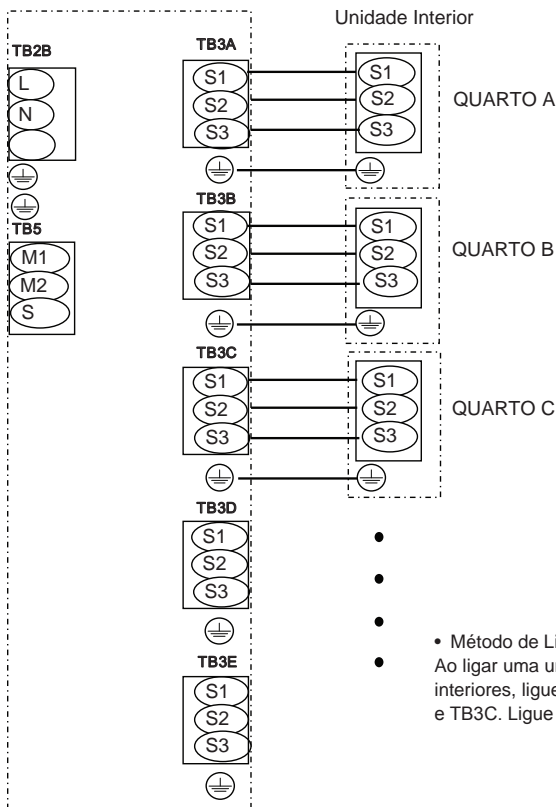 Unidade Interior
TB2B
L
N
TB5
M1
M2
S
TB3A
S1
S2
S3
S1
S2
S3
QUARTO A
TB3B
S1
S2
S3
S1
S2
S3
QUARTO B
TB3C
S1
S2
S3
S1
S2
S3
QUARTO C
TB3D
S1
S2
S3
TB3E
S1
S2
S3
• Método de
Ao ligar uma
interiores,
e TB3C. Ligue